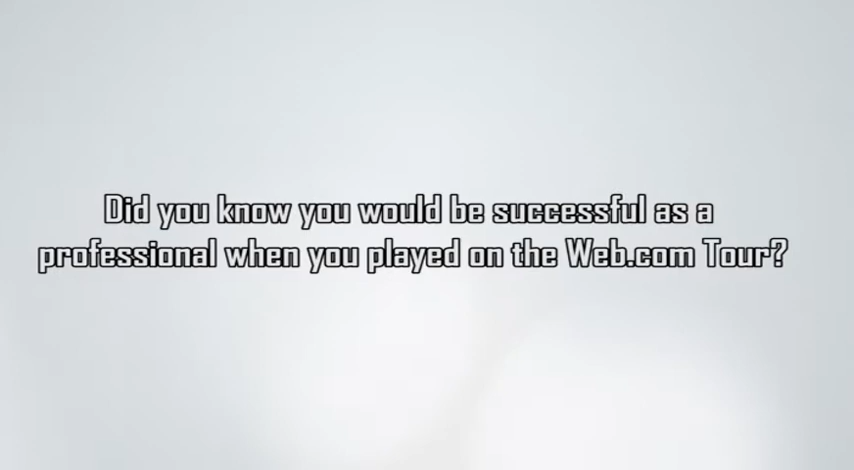 Did you know you would be successful as a
professional when you played on the Web.com Tour?